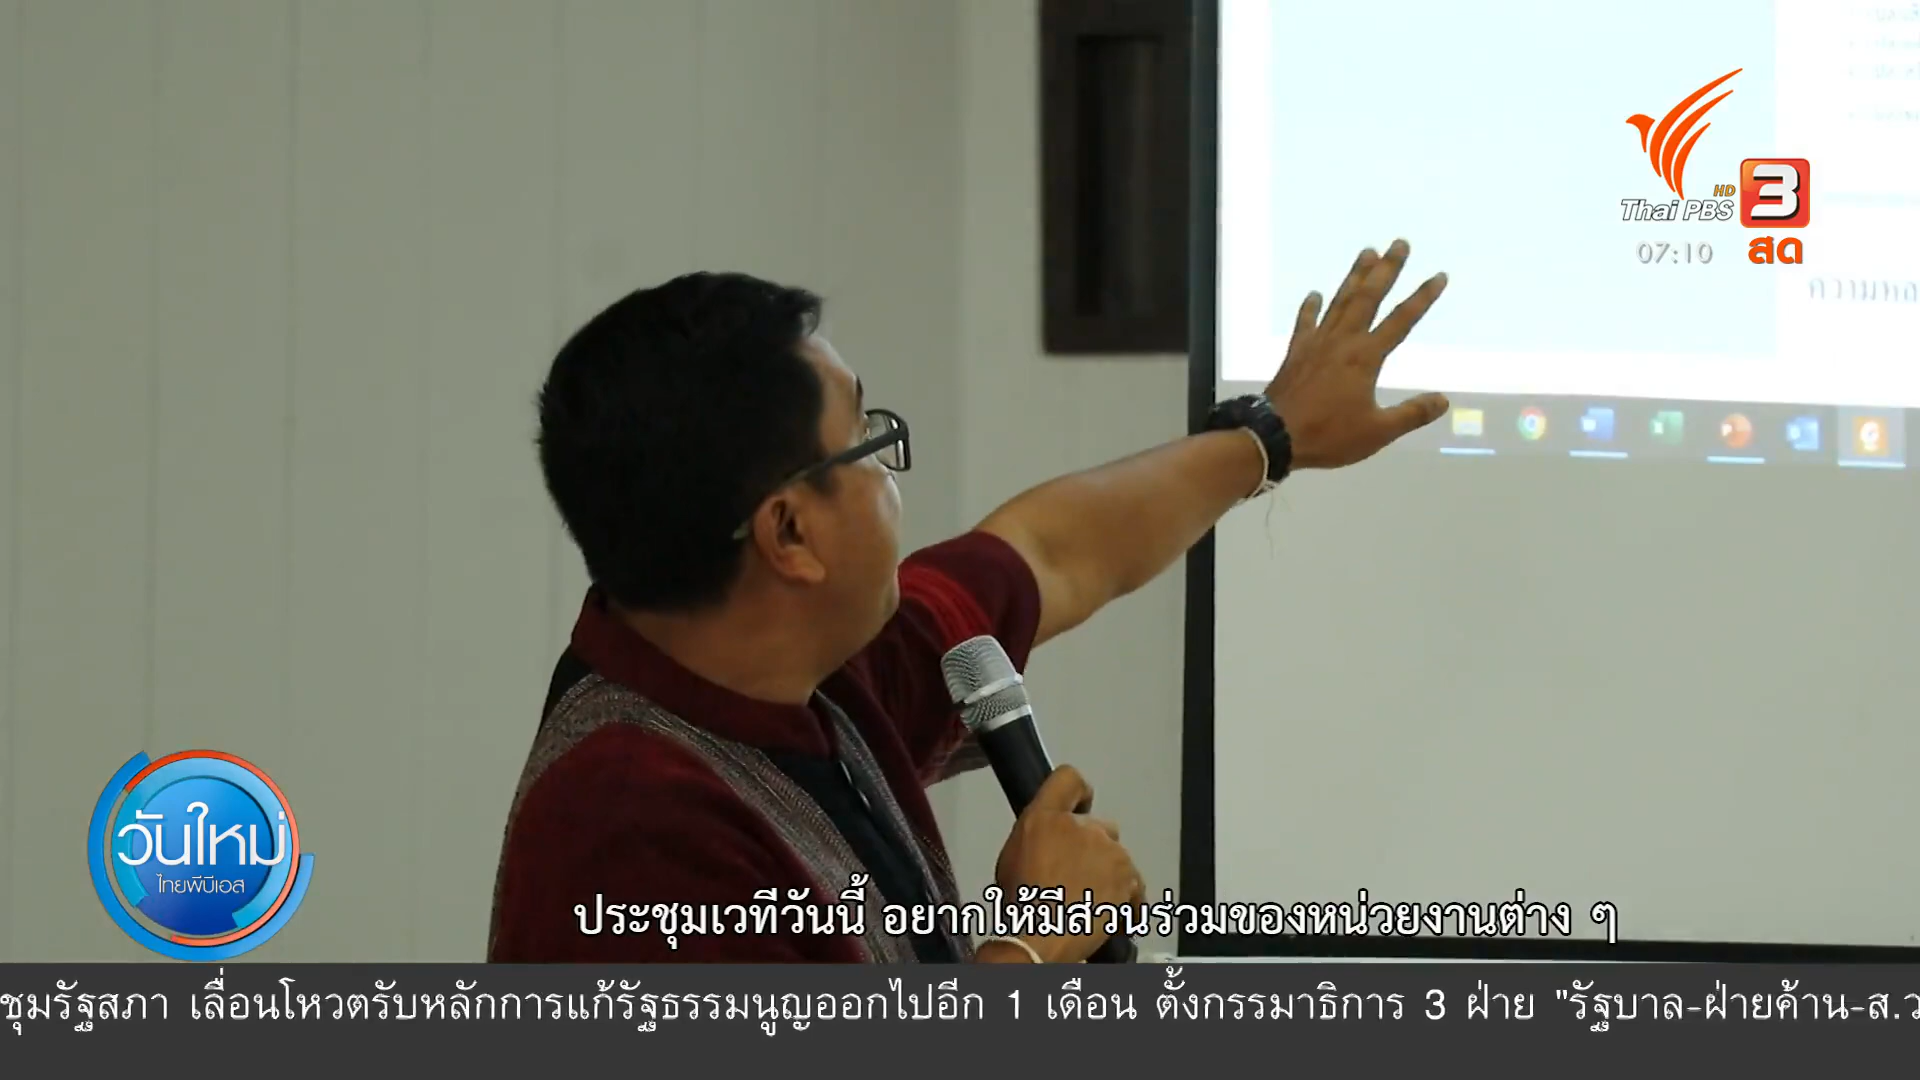 HD
Thai PBS 3
07:10 สด
วันใหม่
ไทยพีบีเอส
ประชุมเวทีวันนี้ อยากให้มีส่วนร่วมของหน่วยงานต่าง ๆ
ชุมรัฐสภา เลื่อนโหวตรับหลักการแก้รัฐธรรมนูญออกไปอีก 1 เดือน ตั้งกรรมาธิการ 3 ฝ่าย "รัฐบาล-ฝ่ายค้าน-ส.ว